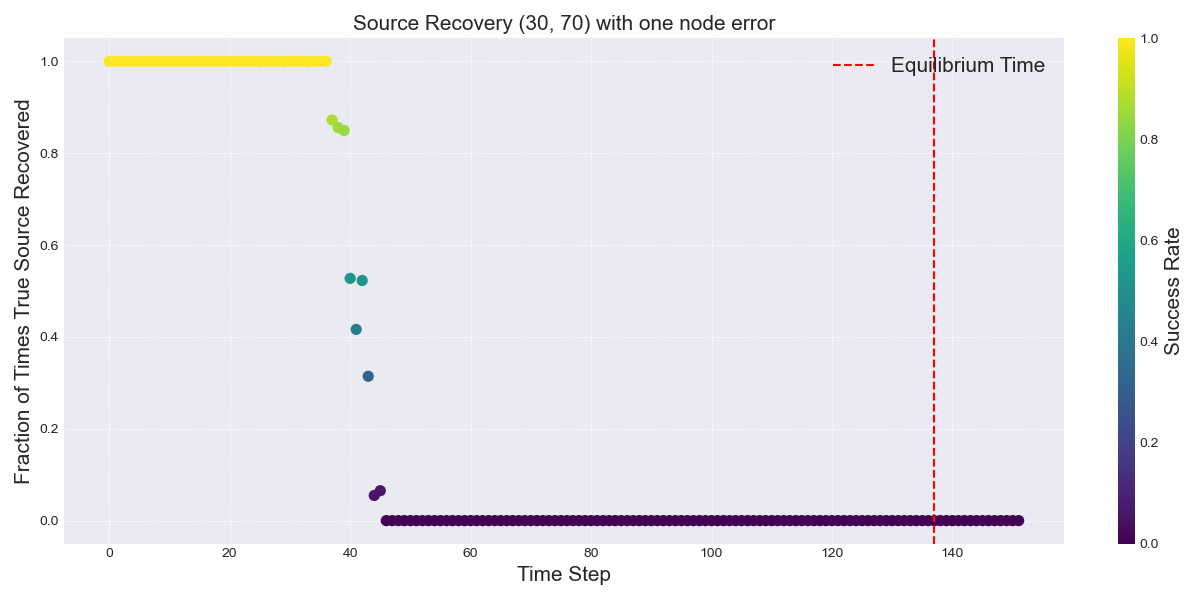 Source Recovery (30, 70) with one node error
Equilibrium Time
Fraction of Times True Source Recovered
1.0
0.8
0.6
0.4
0.2
0.0
0 20 40 60 80 100 120 140
Time Step
1.0
0.8
0.6
0.4
0.2
0.0
Success Rate